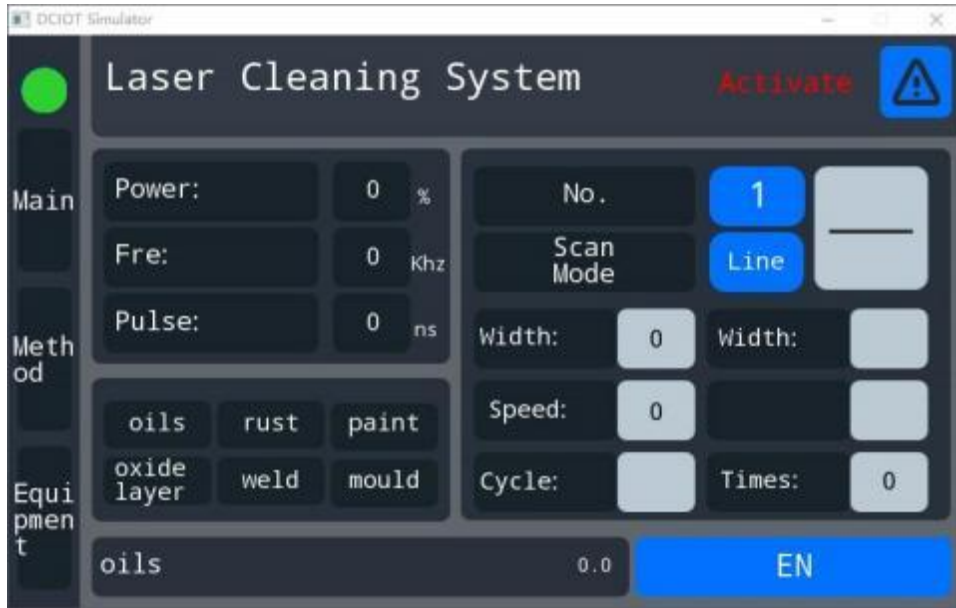 DCIOT Simulator
Laser Cleaning System
Activate
Main
Meth
od
Equi
pmen
t
Power:
0
%
Fre:
0
Khz
Pulse:
0
ns
oils
rust
paint
oxide
layer
weld
mould
No.
1
Scan
Mode
Line
Width:
0
Width:
Speed:
0
Cycle:
Times:
0
oils
0.0
EN